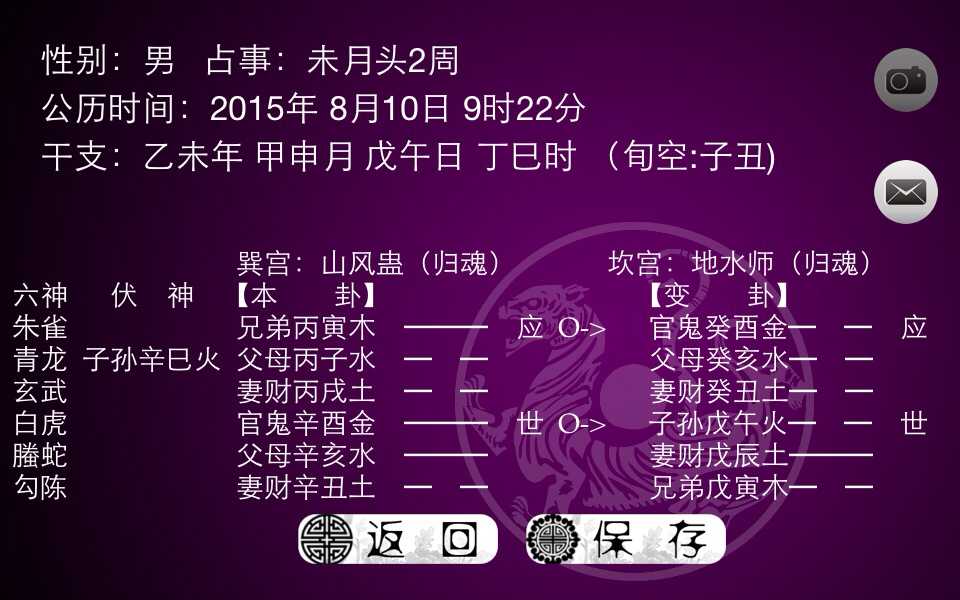 性别：男 占事：未月头2周
公历时间：2015年 8月10日 9时22分
干支：乙未年 甲申月 戊午日 丁巳时 （旬空:子丑)
巽宫：山风蛊（归魂） 坎宫：地水师（归魂）
六神 伏 神 【本 卦】 【变 卦】
朱雀 兄弟丙寅木 应 O-> 官鬼癸酉金 应
青龙 子孙辛巳火 父母丙子水 父母癸亥水
玄武 妻财丙戌土 妻财癸丑土
白虎 官鬼辛酉金 世 O-> 子孙戊午火 世
螣蛇 父母辛亥水 妻财戊辰土
勾陈 妻财辛丑土 兄弟戊寅木
返 回 保 存